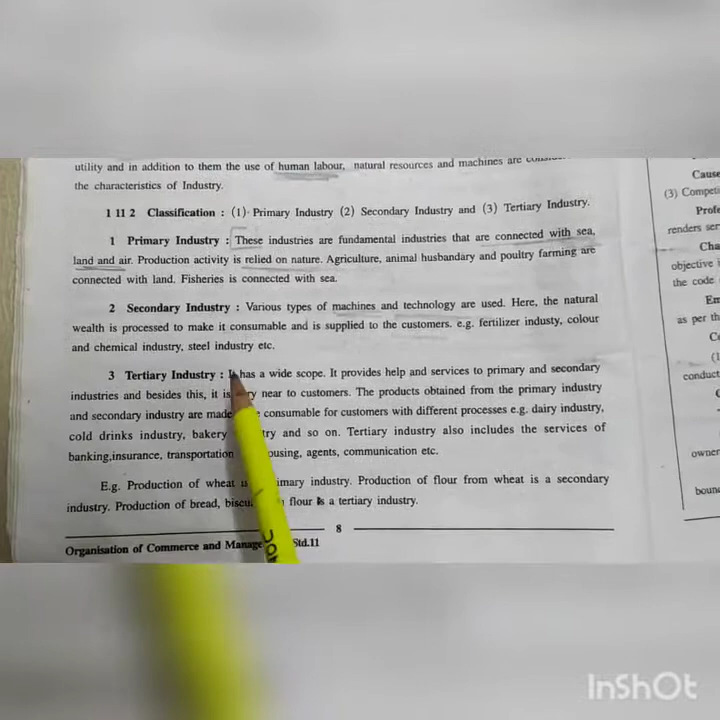 utility and in addition to them the use of human labour, natural resources and machines are
the characteristics of Industry.
1 11 2 Classification : (1) Primary Industry (2) Secondary Industry and (3) Tertiary Industry.
1 Primary Industry : These industries are fundamental industries that are connected with sea,
land and air. Production activity is relied on nature. Agriculture, animal husbandary and poultry farming are
connected with land. Fisheries is connected with sea.
2 Secondary Industry : Various types of machines and technology are used. Here, the natural
wealth is processed to make it consumable and is supplied to the customers. e.g. fertilizer industy, colour
and chemical industry, steel industry etc.
3 Tertiary Industry : has a wide scope. It provides help and services to primary and secondary
industries and besides this, it is near to customers. The products obtained from the primary industry
and secondary industry are made consumable for customers with different processes e.g. dairy industry,
cold drinks industry, bakery and so on. Tertiary industry also includes the services of
banking,insurance, transportation agents, communication etc.
E.g. Production of wheat industry. Production of flour from wheat is a secondary
industry. Production of bread, flour is a tertiary industry.
8
Organisation of Commerce and Std.11
Cause
(3)
Profe
renders
Cha
objective
the code
Em
as per
conduct
owner
InShOt